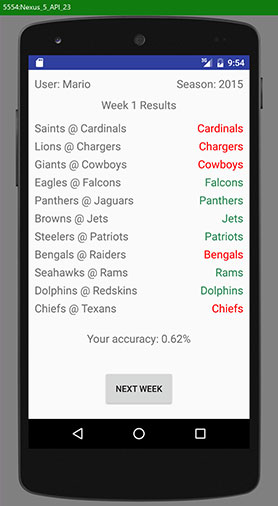 5554:Nexus_5_API_23
3G 9:54
User: Mario Season: 2015
Week 1 Results
Saints @ Cardinals Cardinals
Lions @ Chargers Chargers
Giants @ Cowboys Cowboys
Eagles @ Falcons Falcons
Panthers @ Jaguars Panthers
Browns @ Jets Jets
Steelers @ Patriots Patriots
Bengals @ Raiders Bengals
Seahawks @ Rams Rams
Dolphins @ Redskins Dolphins
Chiefs @ Texans Chiefs
Your accuracy: 0.62%
NEXT WEEK